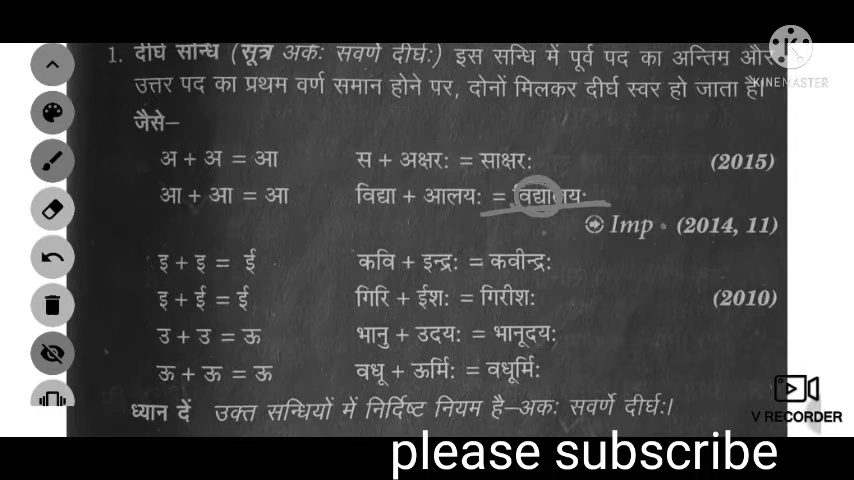 1. दीर्घ सन्धि (सूत्र अकः सवर्णे दीर्घः) इस सन्धि में पूर्व पद का अन्तिम और
उत्तर पद का प्रथम वर्ण समान होने पर, दोनों मिलकर दीर्घ स्वर हो जाता है।
KINEMASTER
जैसे–
अ + अ = आ स + अक्षरः = साक्षरः (2015)
आ + आ = आ विद्या + आलयः = विद्यालयः
Imp • (2014, 11)
इ + इ = ई कवि + इन्द्रः = कवीन्द्रः
इ + ई = ई गिरि + ईशः = गिरीशः (2010)
उ + उ = ऊ भानु + उदयः = भानूदयः
ऊ + ऊ = ऊ वधू + ऊर्मिः = वधूर्मिः
ध्यान दें उक्त सन्धियों में निर्दिष्ट नियम है–अकः सवर्णे दीर्घः।
V RECORDER
please subscribe